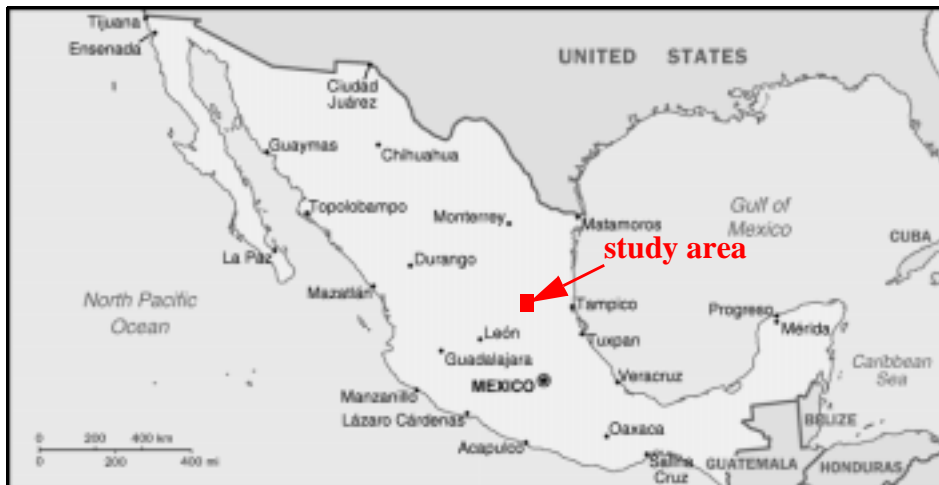 Tijuana
Ensenada
UNITED STATES
Ciudad
Juárez
Guaymas
Chihuahua
Topolobampo
Monterrey
Matamoros
Gulf of
Mexico
CUBA
La Paz
Durango
study area
Mazatlán
North Pacific
Ocean
Tampico
Progreso
Mérida
León
Tuxpan
Guadalajara
Caribbean
Sea
MEXICO
Veracruz
Manzanillo
Lázaro Cárdenas
BELIZE
Acapulco
Oaxaca
Salina
Cruz
GUATEMALA
HONDURAS
0 200 400 km
0 200 400 mi